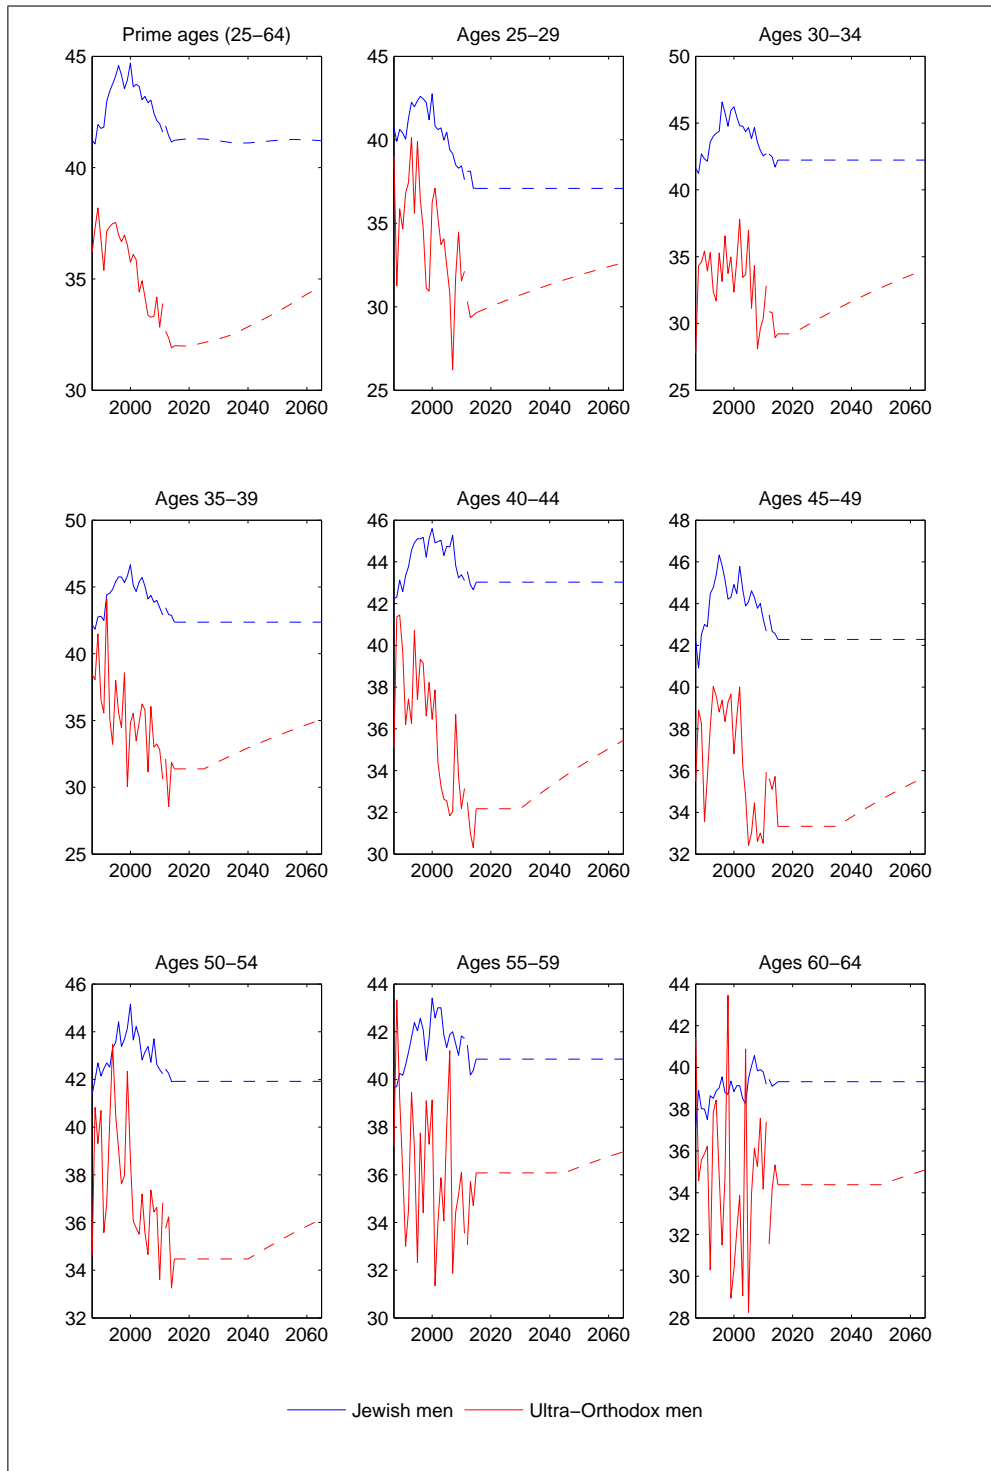 Prime ages (25−64) Ages 25−29 Ages 30−34
45 45 50
40 40 45
35 35 40
30 30 35
25 30
25
2000 2020 2040 2060 2000 2020 2040 2060 2000 2020 2040 2060
Ages 35−39 Ages 40−44 Ages 45−49
50 46 48
45 44 46
40 42 44
35 40 42
30 38 40
25 36 38
34 36
32 34
30 32
2000 2020 2040 2060 2000 2020 2040 2060 2000 2020 2040 2060
Ages 50−54 Ages 55−59 Ages 60−64
46 44 44
44 42 42
42 40 40
40 38 38
38 36 36
36 34 34
34 32 32
32 30 30
28
2000 2020 2040 2060 2000 2020 2040 2060 2000 2020 2040 2060
Jewish men Ultra−Orthodox men